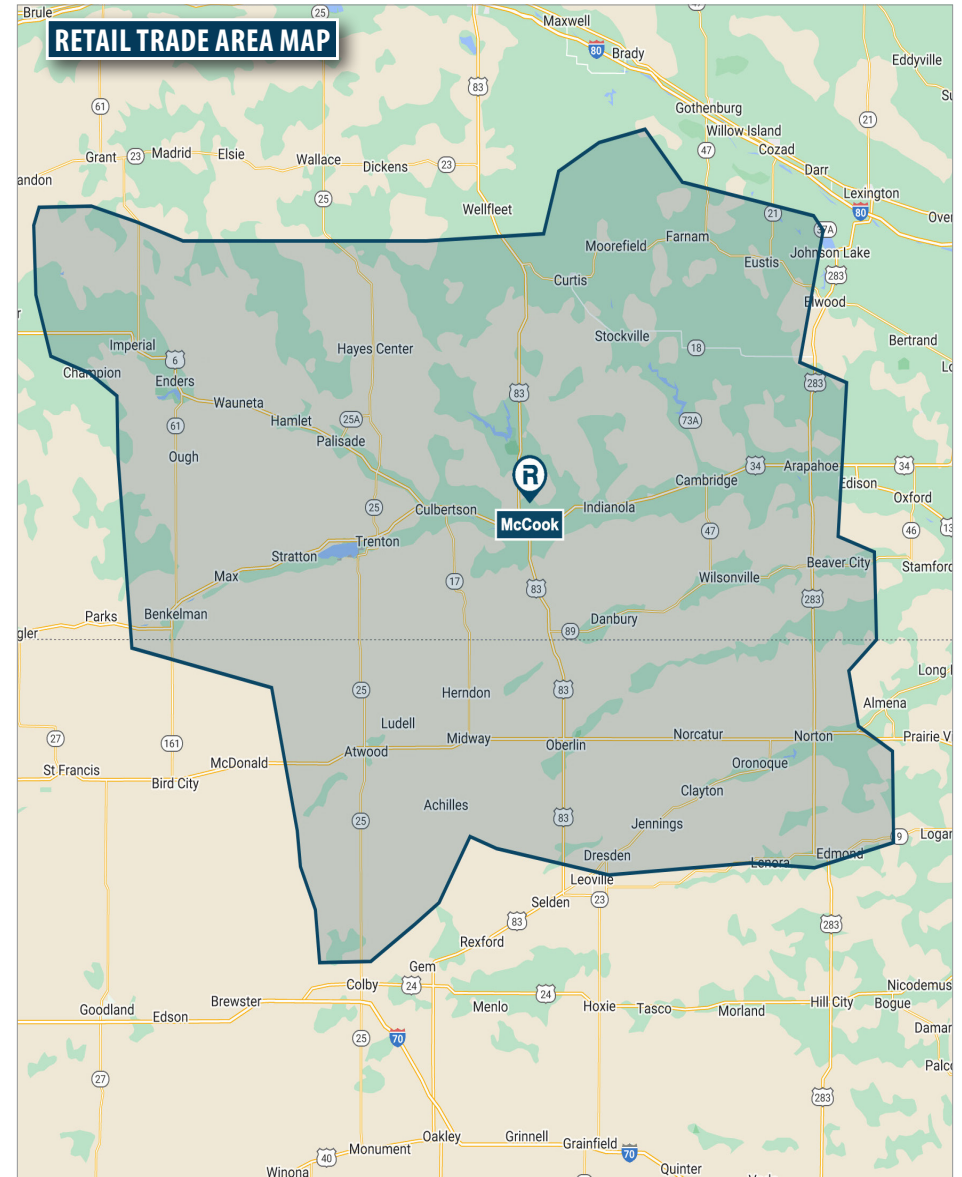 Brule
25
Maxwell
RETAIL TRADE AREA MAP
80
Brady
Eddyville
83
61
Gothenburg
21
Willow Island
Grant
23
Madrid
Elsie
Wallace
Dickens
23
47
Cozad
andon
Darr
25
Lexington
Wellfleet
21
80
Over
37A
Moorefield
Farnam
Johnson Lake
Eustis
Curtis
283
Elwood
Stockville
Imperial
Hayes Center
18
Bertrand
6
Champion
Enders
283
83
Wauneta
Hamlet
25A
73A
61
Palisade
Ough
R
34
Arapahoe
34
Cambridge
Edison
Oxford
25
Culbertson
McCook
Indianola
47
46
13
Trenton
Stratton
Beaver City
Stamford
Max
17
83
Wilsonville
283
Parks
Benkelman
Danbury
gler
89
Long
25
Herndon
83
Almena
Ludell
27
161
Midway
Oberlin
Norcatur
Norton
Prairie V
McDonald
Atwood
St Francis
Oronoque
Bird City
Clayton
Achilles
25
83
Jennings
9
Logan
Dresden
Lenora
Edmond
Leoville
Selden
23
83
283
Rexford
Gem
Colby
24
Nicodemus
Goodland
Brewster
Menlo
24
Hoxie
Tasco
Morland
Hill City
Bogue
Edson
Damar
25
70
Palco
27
283
Oakley
Grinnell
Grainfield
70
40
Monument
Winona
Quinter